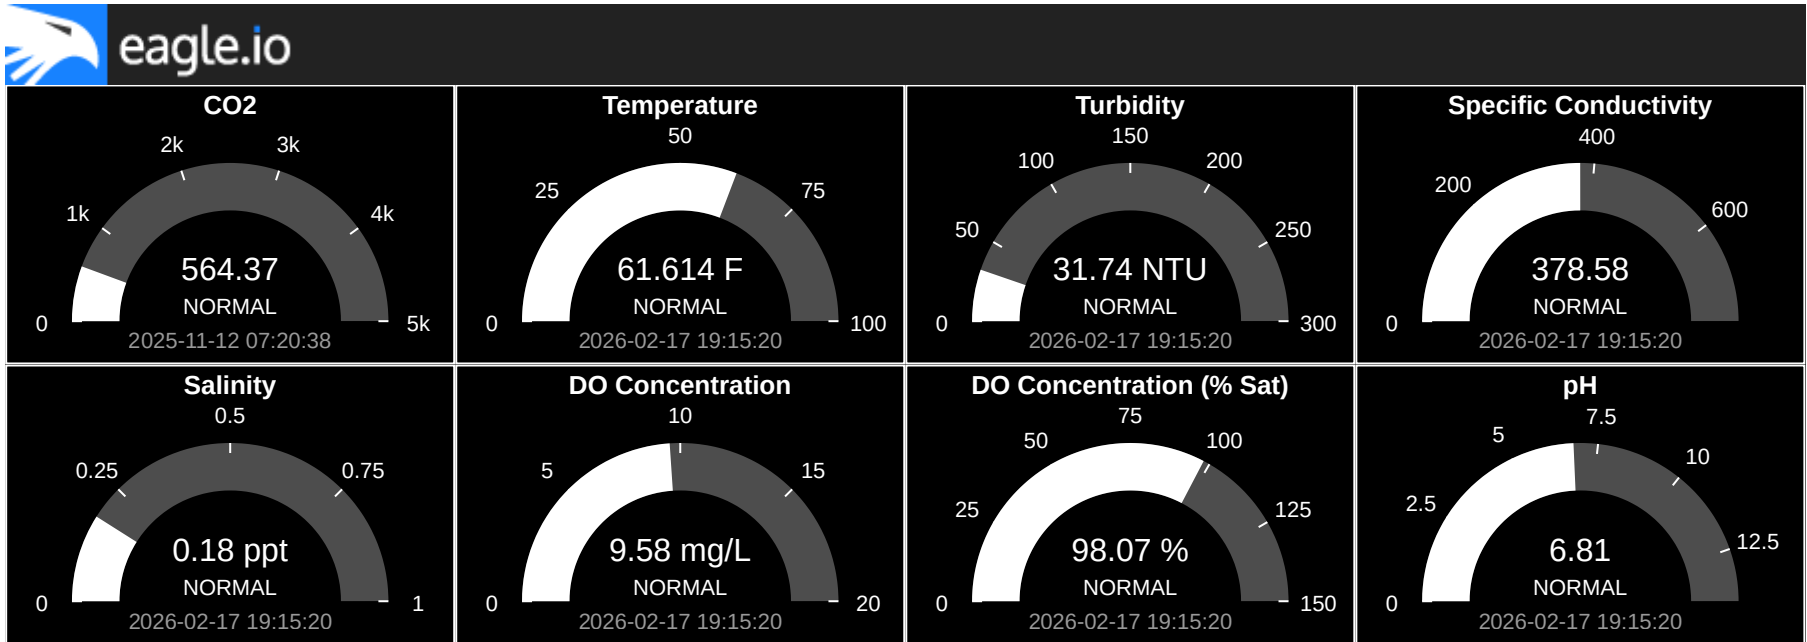 eagle.io
CO2
2k
3k
1k
4k
564.37
NORMAL
0
5k
2025-11-12 07:20:38
Temperature
50
25
75
61.614 F
NORMAL
0
100
2026-02-17 19:15:20
Turbidity
150
100
200
50
250
31.74 NTU
NORMAL
0
300
2026-02-17 19:15:20
Specific Conductivity
400
200
600
378.58
NORMAL
0
2026-02-17 19:15:20
Salinity
0.5
0.25
0.75
0.18 ppt
NORMAL
0
1
2026-02-17 19:15:20
DO Concentration
10
5
15
9.58 mg/L
NORMAL
0
20
2026-02-17 19:15:20
DO Concentration (% Sat)
75
50
100
25
125
98.07 %
NORMAL
0
150
2026-02-17 19:15:20
pH
7.5
5
10
2.5
12.5
6.81
NORMAL
0
2026-02-17 19:15:20